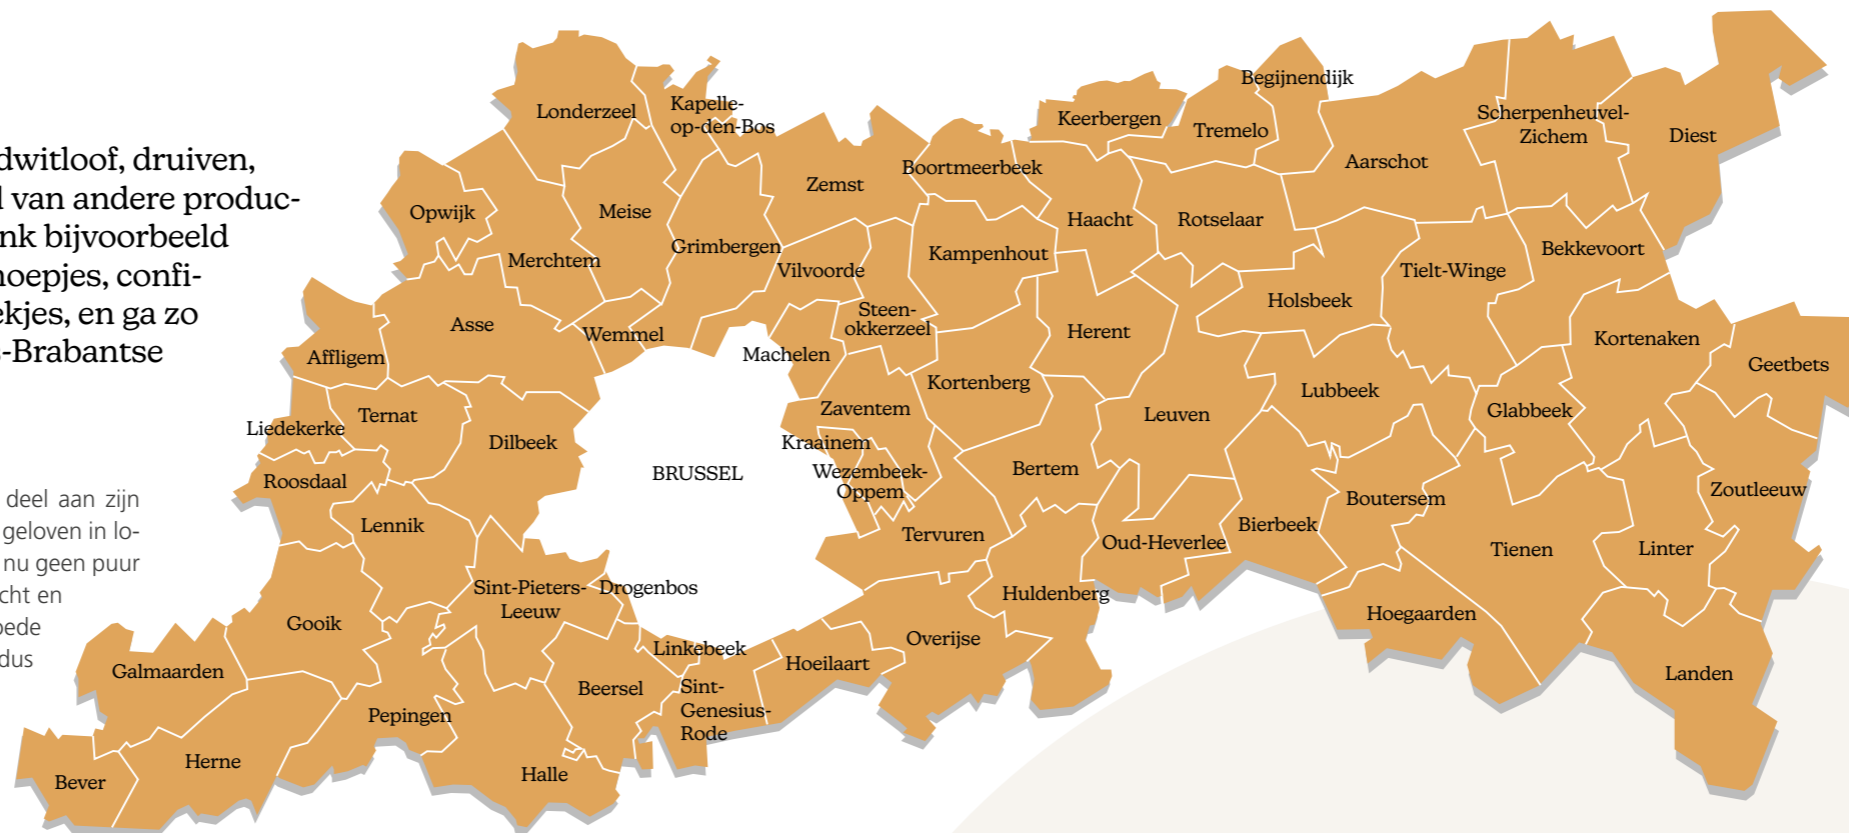 dwitloof, druiven,
van andere produc-
nk bijvoorbeeld
noepjes, confi-
ekjes, en ga zo
s-Brabantse
deel aan zijn
geloven in lo-
nu geen puur
cht en
oede
dus
Londerzeel
Kapelle-
op-den-Bos
Begijnendijk
Keerbergen
Tremelo
Scherpenheuvel-
Zichem
Diest
Aarschot
Boortmeerbeek
Zemst
Opwijk
Meise
Haacht
Rotselaar
Grimbergen
Kampenhout
Bekkevoort
Merchtem
Vilvoorde
Tielt-Winge
Holsbeek
Steen-
okkerzeel
Asse
Wemmel
Herent
Kortenaken
Machelen
Affligem
Geetbets
Kortenberg
Lubbeek
Zaventem
Glabbeek
Ternat
Leuven
Liedekerke
Dilbeek
Kraainem
BRUSSEL
Wezembeek-
Oppem
Bertem
Roosdaal
Boutersem
Zoutleeuw
Lennik
Bierbeek
Tervuren
Oud-Heverlee
Tienen
Linter
Sint-Pieters-
Leeuw
Drogenbos
Huldenberg
Hoegaarden
Gooik
Overijse
Linkebeek
Hoeilaart
Galmaarden
Landen
Beersel
Sint-
Genesius-
Rode
Pepingen
Herne
Halle
Bever